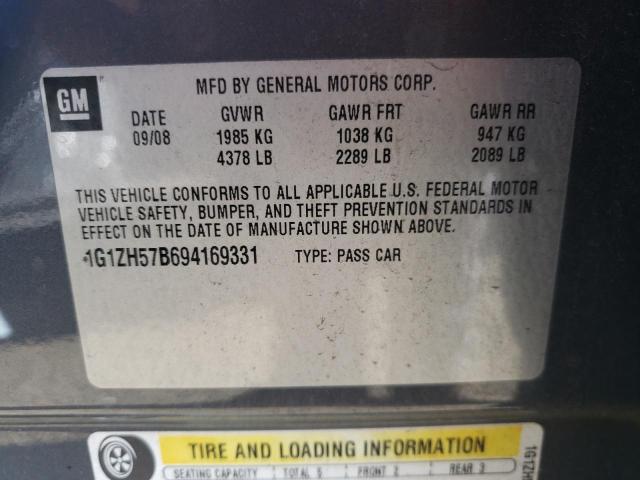 GM
MFD BY GENERAL MOTORS CORP.
DATE GVWR GAWR FRT GAWR RR
09/08 1985 KG 1038 KG 947 KG
4378 LB 2289 LB 2089 LB
THIS VEHICLE CONFORMS TO ALL APPLICABLE U.S. FEDERAL MOTOR
VEHICLE SAFETY, BUMPER, AND THEFT PREVENTION STANDARDS IN
EFFECT ON THE DATE OF MANUFACTURE SHOWN ABOVE.
1G1ZH57B694169331 TYPE: PASS CAR
TIRE AND LOADING INFORMATION
SEATING CAPACITY TOTAL 5 FRONT 2 REAR 3
1G1ZH